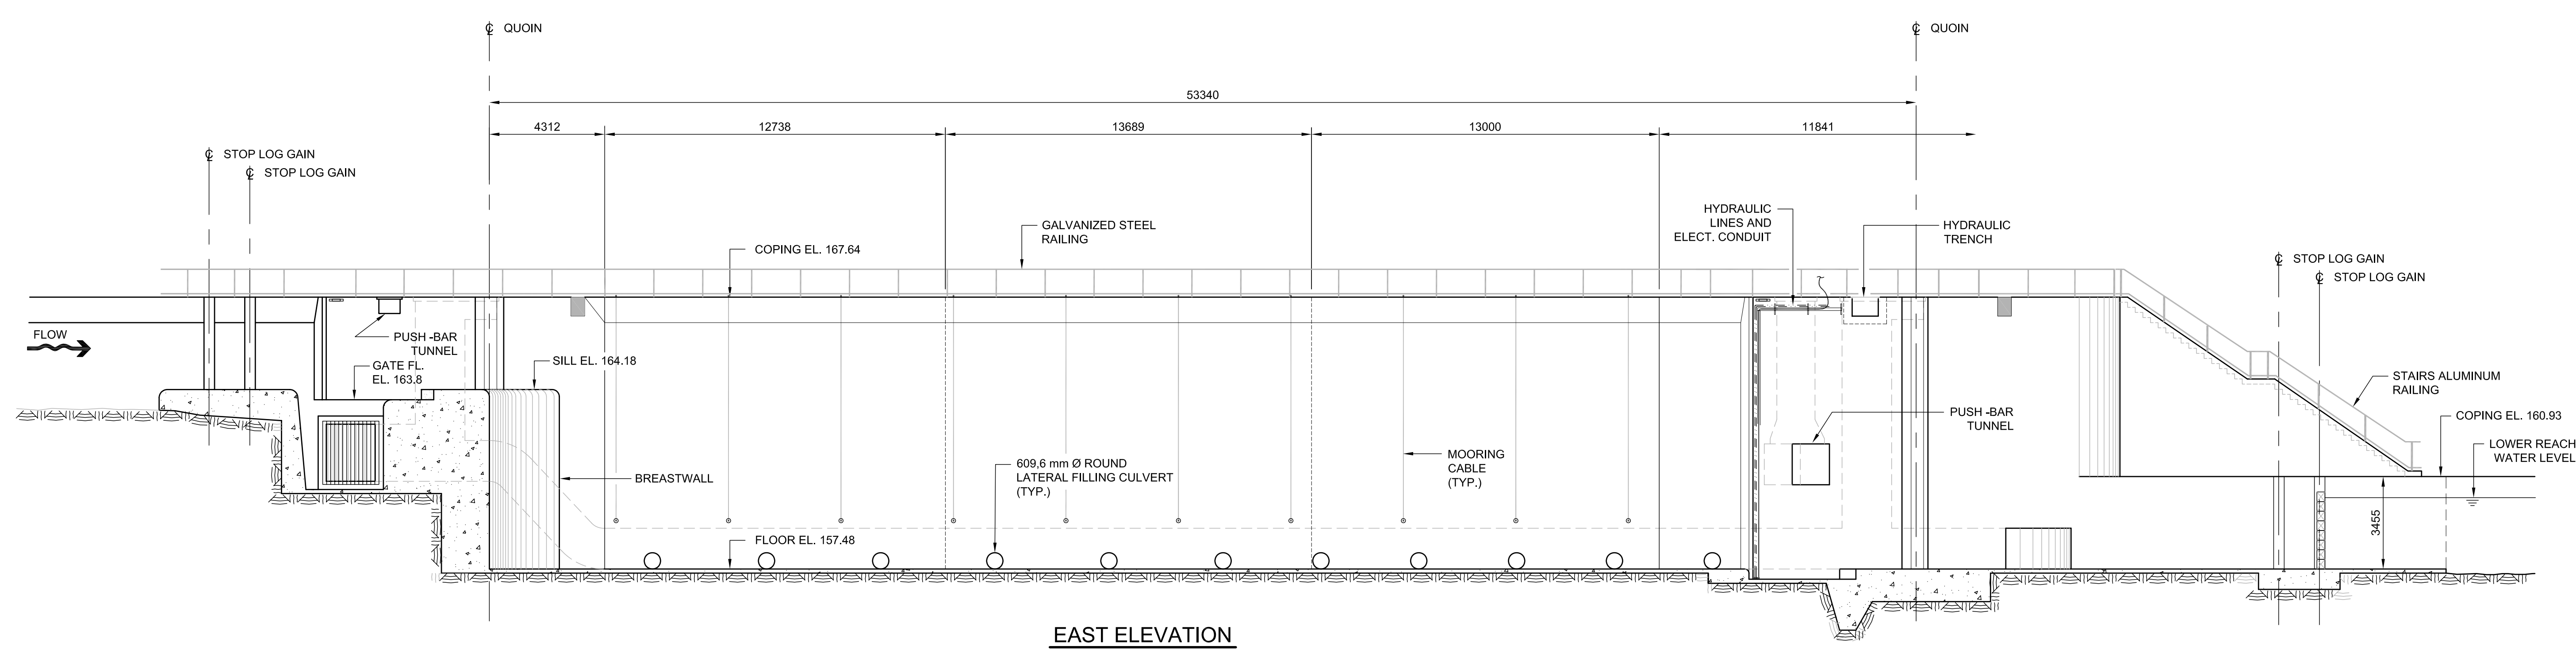 ℄ QUOIN
℄ QUOIN
53340
4312
12738
13689
13000
11841
℄ STOP LOG GAIN
℄ STOP LOG GAIN
HYDRAULIC
LINES AND
ELECT. CONDUIT
GALVANIZED STEEL
RAILING
HYDRAULIC
TRENCH
COPING EL. 167.64
℄ STOP LOG GAIN
℄ STOP LOG GAIN
FLOW
PUSH -BAR
TUNNEL
GATE FL.
EL. 163.8
SILL EL. 164.18
STAIRS ALUMINUM
RAILING
PUSH -BAR
TUNNEL
COPING EL. 160.93
LOWER REACH
WATER LEVEL
BREASTWALL
609,6 mm Ø ROUND
LATERAL FILLING CULVERT
(TYP.)
MOORING
CABLE
(TYP.)
3455
FLOOR EL. 157.48
EAST ELEVATION